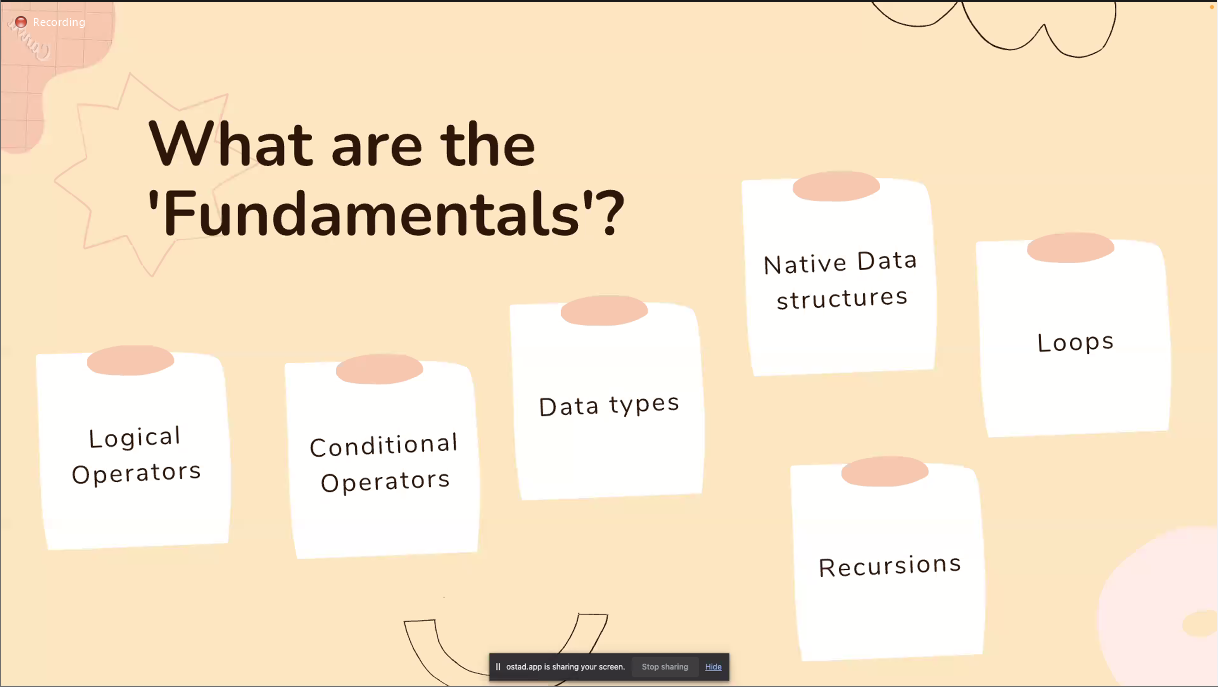 Recording
Canva
What are the
'Fundamentals'?
Native Data
structures
Loops
Data types
Logical
Operators
Conditional
Operators
Recursions
ostad.app is sharing your screen.
Stop sharing
Hide